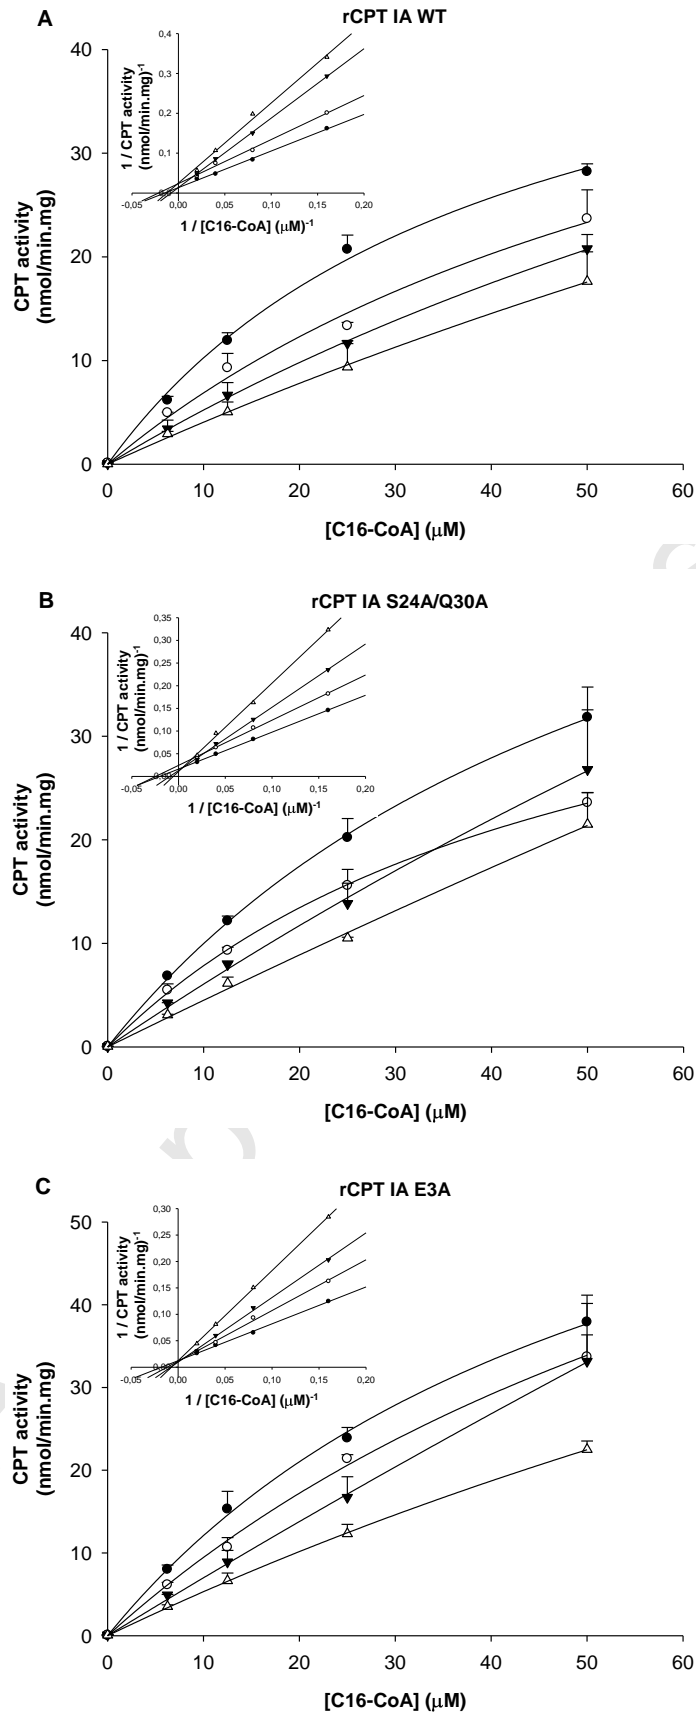 A
rCPT IA WT
1 / CPT activity
(nmol/min.mg)-1
0,4
0,3
0,2
0,1
-0,05 0,00 0,05 0,10 0,15 0,20
1 / [C16-CoA] (μM)-1
CPT activity
(nmol/min.mg)
40
30
20
10
0
0 10 20 30 40 50 60
[C16-CoA] (μM)
B
rCPT IA S24A/Q30A
1 / CPT activity
(nmol/min.mg)-1
0,35
0,30
0,25
0,20
0,15
0,10
0,05
0,00
-0,05 0,00 0,05 0,10 0,15 0,20
1 / [C16-CoA] (μM)-1
CPT activity
(nmol/min.mg)
40
30
20
10
0
0 10 20 30 40 50 60
[C16-CoA] (μM)
C
rCPT IA E3A
1 / CPT activity
(nmol/min.mg)-1
0,30
0,25
0,20
0,15
0,10
0,05
0,00
-0,05 0,00 0,05 0,10 0,15 0,20
1 / [C16-CoA] (μM)-1
CPT activity
(nmol/min.mg)
50
40
30
20
10
0
0 10 20 30 40 50 60
[C16-CoA] (μM)